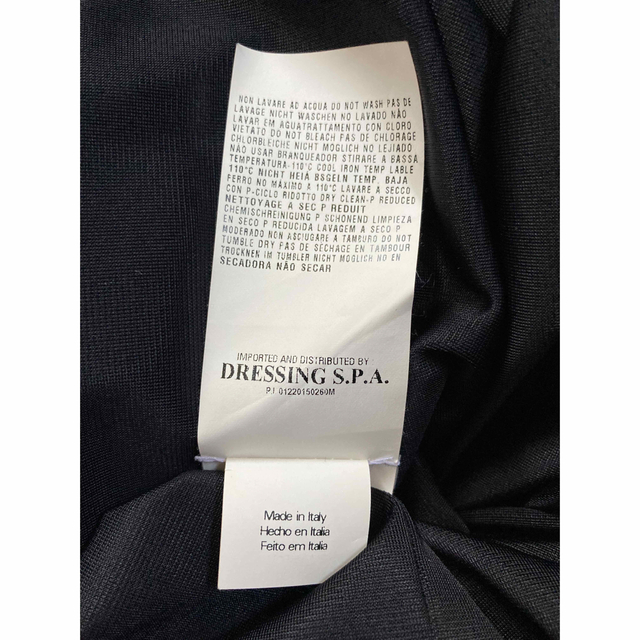 NON LAVARE AD ACQUA DO NOT WASH PAS DE
LAVAGE NICHT WASCHEN NO LAVADO NÃO
LAVAR EM AGUATRATTAMENTO CON CLORO
VIETATO DO NOT BLEACH PAS DE CHLORAGE
CHLORBLEICHE NICHT MOGLICH NO LEJIADO
NÃO USAR BRANQUEADOR STIRARE A BASSA
TEMPERATURA-110°C COOL IRON TEMP LABLE
110°C NICHT HEIA BSGELN TEMP. BAJA
FERRO NO MÁXIMO A 110°C LAVARE A SECCO
CON P-CICLO RIDOTTO DRY CLEAN-P REDUCED
NETTOYAGE A SEC P REDUIT
CHEMISCHREINIGUNG P SCHONEND LIMPIEZA
EN SECO P REDUCIDA LAVAGEM A SECO P
MODERADO NON ASCIUGARE A TAMBURO DO NOT
TUMBLE DRY PAS DE SÈCHAGE EN TAMBOUR
TROCKNEN IM TUMBLER NICHT MOGLICH NO EN
SECADORA NÃO SECAR
IMPORTED AND DISTRIBUTED BY
DRESSING S.P.A.
P.I 01220150260M
Made in Italy
Hecho en Italia
Feito em Italia